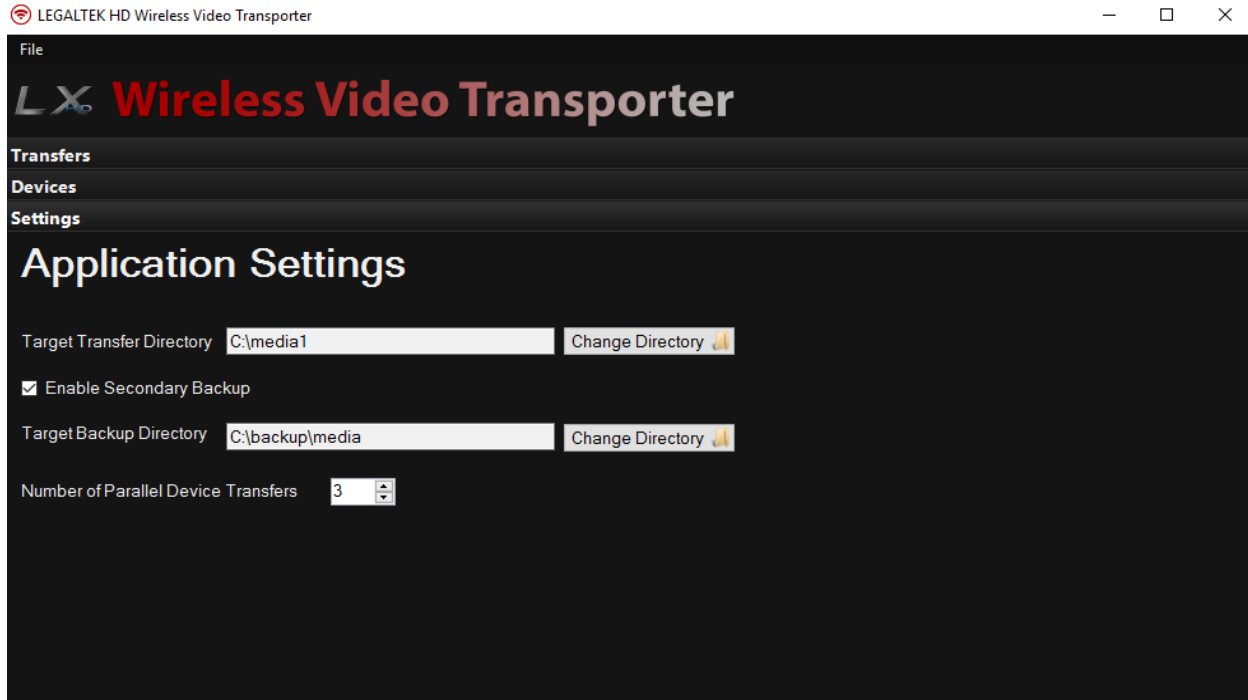 LEGALTEK HD Wireless Video Transporter
File
LX HD Wireless Video Transporter
Transfers
Devices
Settings
Application Settings
Target Transfer Directory C:\media1 Change Directory
Enable Secondary Backup
Target Backup Directory C:\backup\media Change Directory
Number of Parallel Device Transfers 3